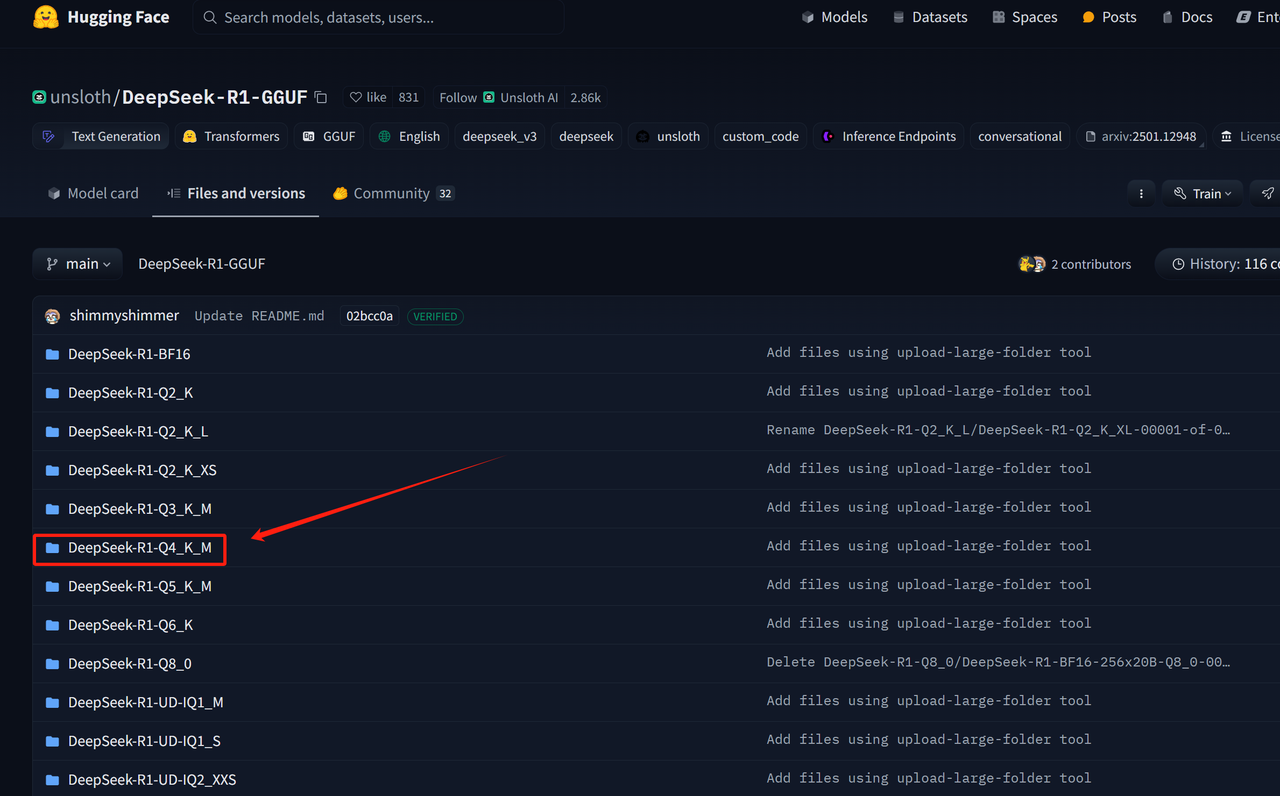 Hugging Face Search models, datasets, users... Models Datasets Spaces Posts Docs Ent
unsloth/DeepSeek-R1-GGUF like 831 Follow Unsloth AI 2.86k
Text Generation Transformers GGUF English deepseek_v3 deepseek unsloth custom_code Inference Endpoints conversational arxiv:2501.12948 License
Model card Files and versions Community 32 Train
main DeepSeek-R1-GGUF 2 contributors History: 116 co
shimmyshimmer Update README.md 02bcc0a VERIFIED
DeepSeek-R1-BF16 Add files using upload-large-folder tool
DeepSeek-R1-Q2_K Add files using upload-large-folder tool
DeepSeek-R1-Q2_K_L Rename DeepSeek-R1-Q2_K_L/DeepSeek-R1-Q2_K_XL-00001-of-0…
DeepSeek-R1-Q2_K_XS Add files using upload-large-folder tool
DeepSeek-R1-Q3_K_M Add files using upload-large-folder tool
DeepSeek-R1-Q4_K_M Add files using upload-large-folder tool
DeepSeek-R1-Q5_K_M Add files using upload-large-folder tool
DeepSeek-R1-Q6_K Add files using upload-large-folder tool
DeepSeek-R1-Q8_0 Delete DeepSeek-R1-Q8_0/DeepSeek-R1-BF16-256x20B-Q8_0-00…
DeepSeek-R1-UD-IQ1_M Add files using upload-large-folder tool
DeepSeek-R1-UD-IQ1_S Add files using upload-large-folder tool
DeepSeek-R1-UD-IQ2_XXS Add files using upload-large-folder tool